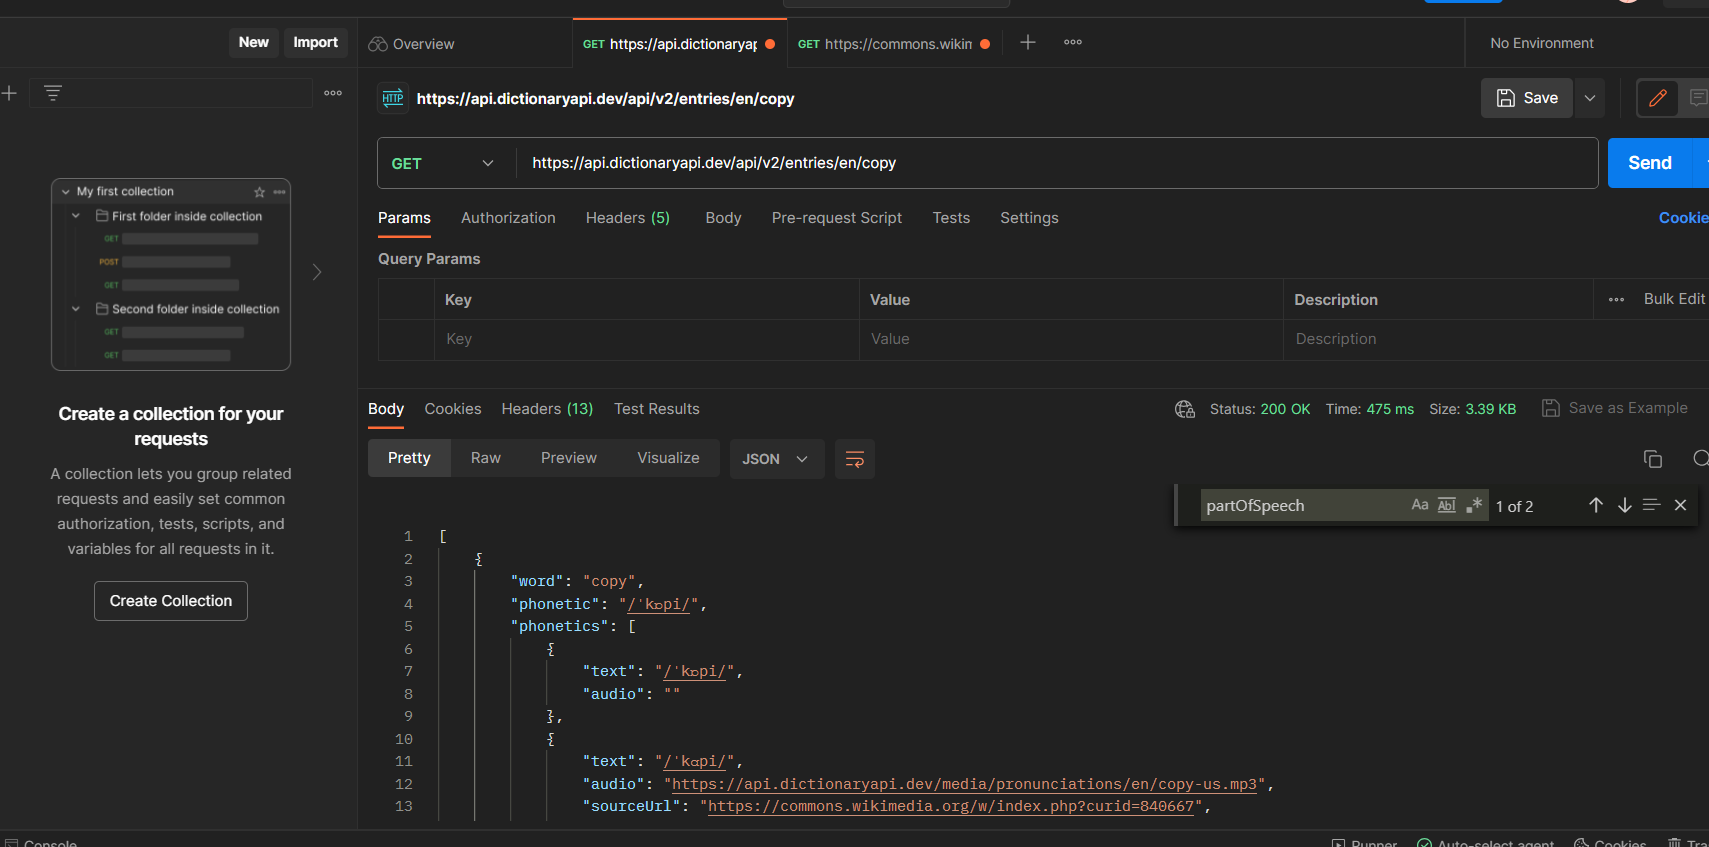 New Import
Overview
GET https://api.dictionaryap
GET https://commons.wikim
No Environment
HTTP https://api.dictionaryapi.dev/api/v2/entries/en/copy
Save
GET https://api.dictionaryapi.dev/api/v2/entries/en/copy
Send
Params Authorization Headers (5) Body Pre-request Script Tests Settings
Cookie
Query Params
Key Value Description Bulk Edit
Key Value Description
My first collection
First folder inside collection
GET
POST
GET
Second folder inside collection
GET
GET
Create a collection for your
requests
A collection lets you group related
requests and easily set common
authorization, tests, scripts, and
variables for all requests in it.
Create Collection
Body Cookies Headers (13) Test Results
Status: 200 OK Time: 475 ms Size: 3.39 KB Save as Example
Pretty Raw Preview Visualize JSON
partOfSpeech Aa Abl .* 1 of 2
1 [
2 {
3 "word": "copy",
4 "phonetic": "/ˈkɒpi/",
5 "phonetics": [
6 {
7 "text": "/ˈkɒpi/",
8 "audio": ""
9 },
10 {
11 "text": "/ˈkɑpi/",
12 "audio": "https://api.dictionaryapi.dev/media/pronunciations/en/copy-us.mp3",
13 "sourceUrl": "https://commons.wikimedia.org/w/index.php?curid=840667",
Console
Runner Auto-select agent Cookies Tra